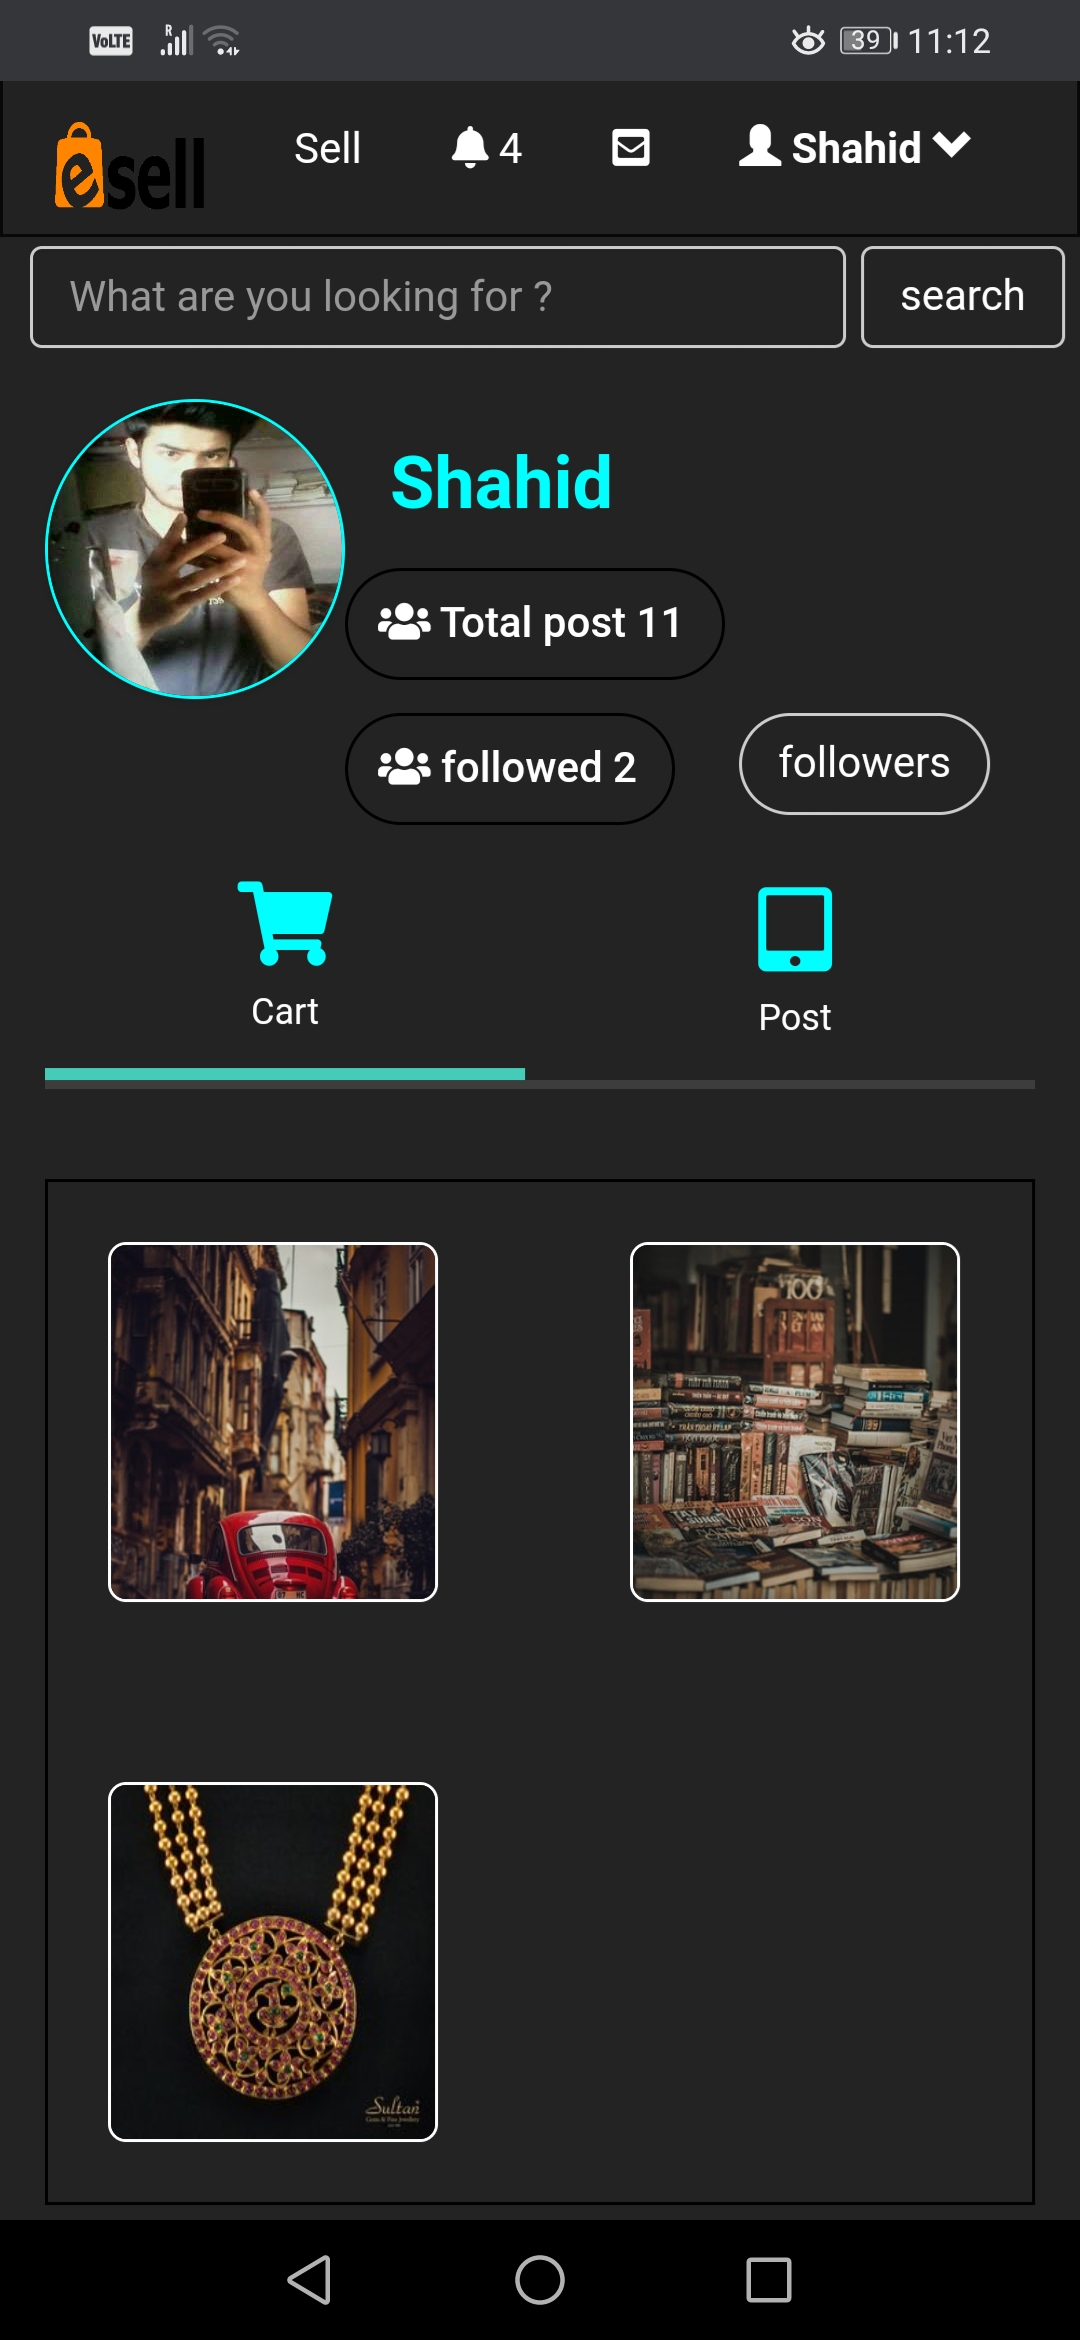 VoLTE R 39 11:12
esell Sell 4 Shahid
What are you looking for ? search
Shahid
Total post 11
followed 2 followers
Cart Post
100
Sultan